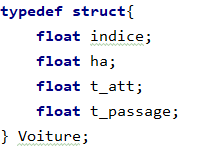 typedef struct{
    float indice;
    float ha;
    float t_att;
    float t_passage;
} Voiture;